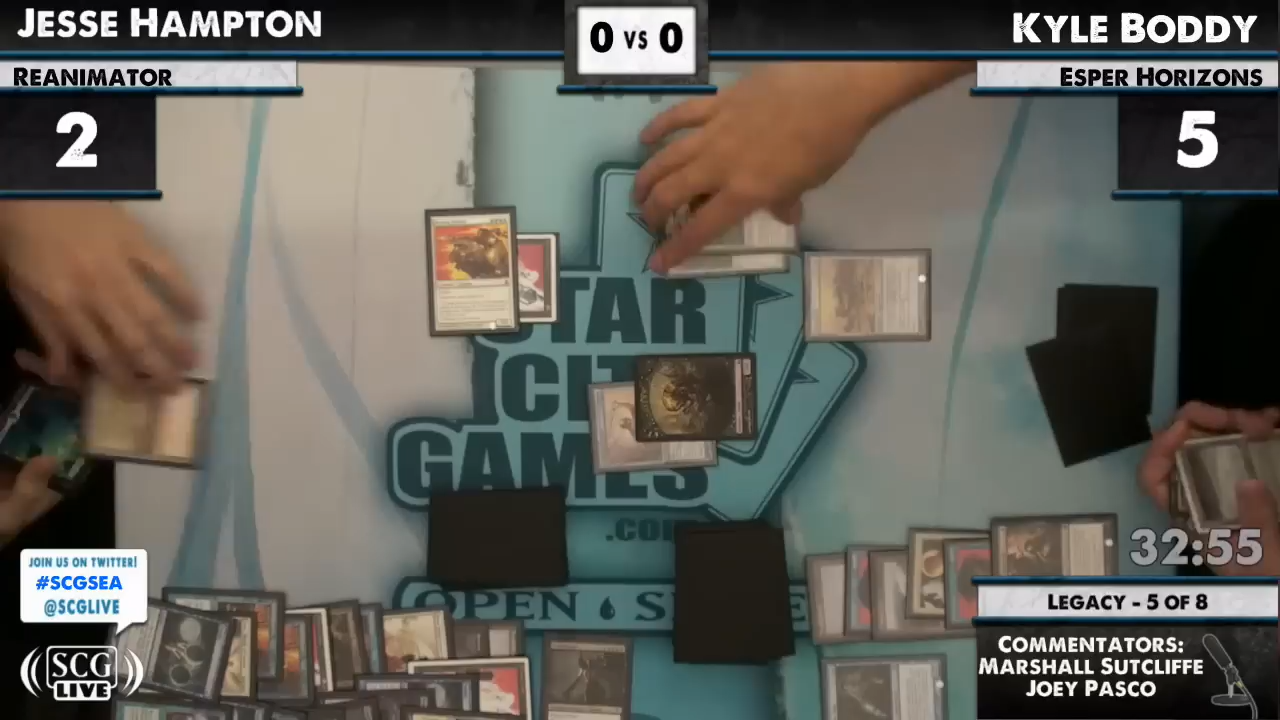 JESSE HAMPTON
0 VS 0
KYLE BODDY
REANIMATOR
ESPER HORIZONS
2
5
STAR
CITY
GAMES
.COM
OPEN SERIES
JOIN US ON TWITTER!
#SCGSEA
@SCGLIVE
SCG
LIVE
32:55
LEGACY - 5 OF 8
COMMENTATORS:
MARSHALL SUTCLIFFE
JOEY PASCO